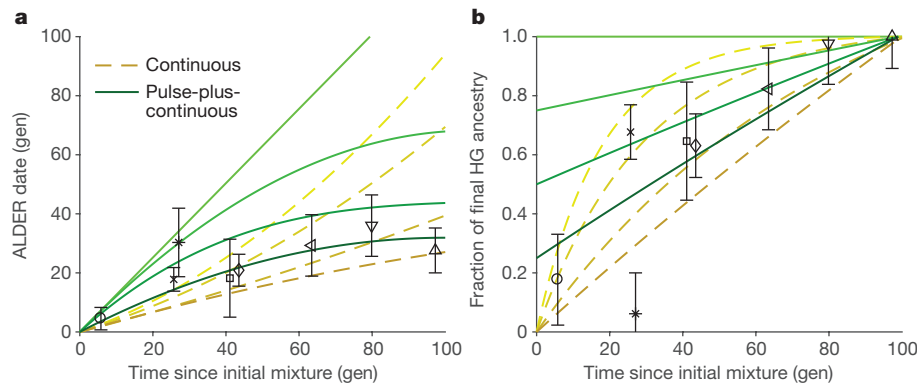 a
100
80
60
40
20
0
ALDER date (gen)
Continuous
Pulse-plus-
continuous
0 20 40 60 80 100
Time since initial mixture (gen)
b
1.0
0.8
0.6
0.4
0.2
0
Fraction of final HG ancestry
0 20 40 60 80 100
Time since initial mixture (gen)